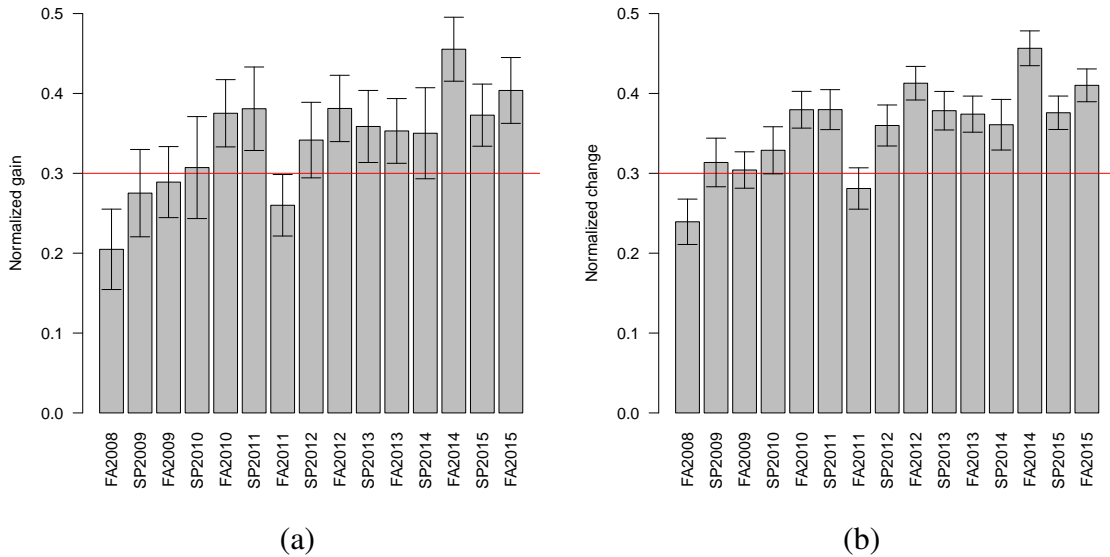 Normalized gain
0.5
0.4
0.3
0.2
0.1
0.0
FA2008
SP2009
FA2009
SP2010
FA2010
SP2011
FA2011
SP2012
FA2012
SP2013
FA2013
SP2014
FA2014
SP2015
FA2015
(a)
Normalized change
0.5
0.4
0.3
0.2
0.1
0.0
FA2008
SP2009
FA2009
SP2010
FA2010
SP2011
FA2011
SP2012
FA2012
SP2013
FA2013
SP2014
FA2014
SP2015
FA2015
(b)